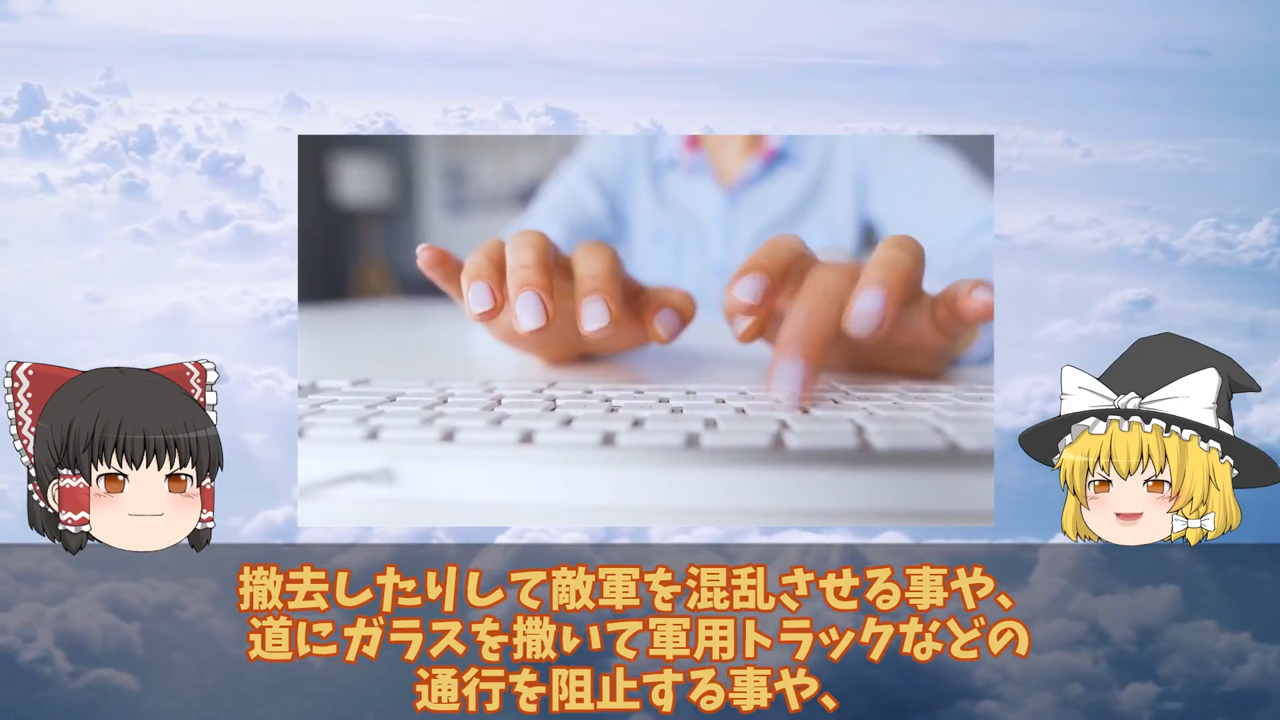 撤去したりして敵軍を混乱させる事や、
道にガラスを撒いて軍用トラックなどの
通行を阻止する事や、